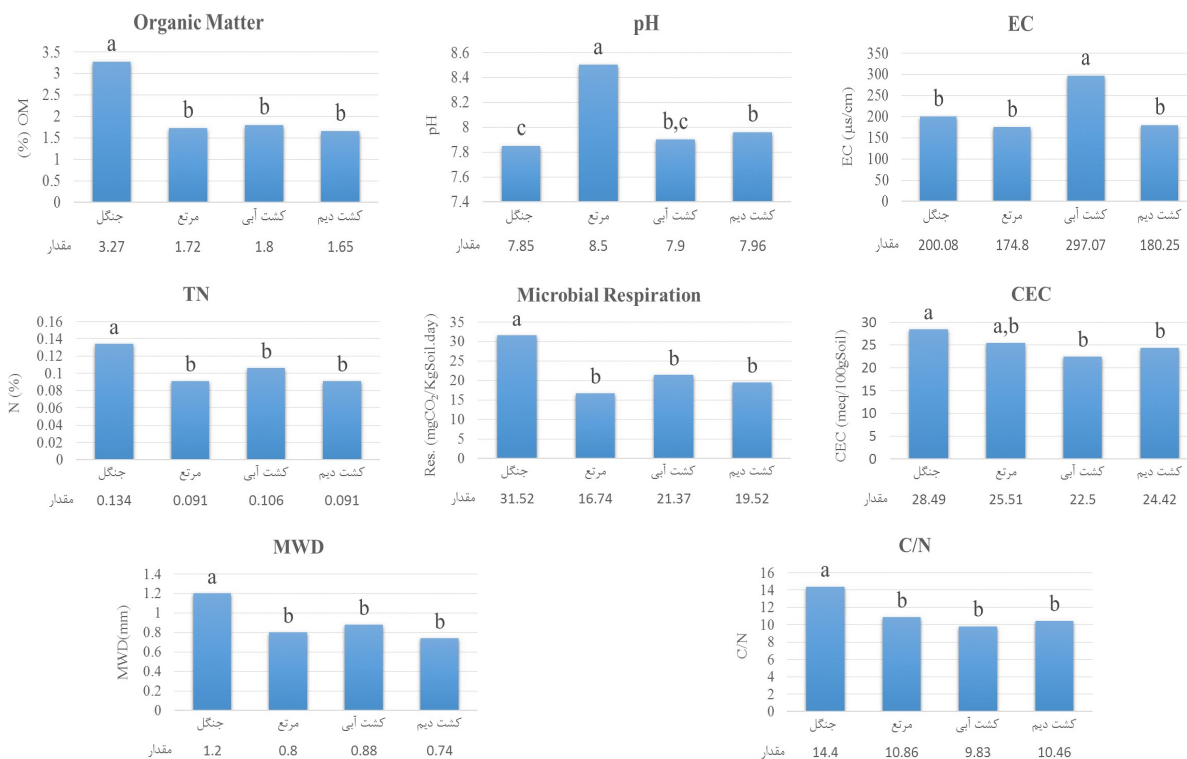 Organic Matter
a
b
b
b
(%) OM
3.5
3
2.5
2
1.5
1
0.5
0
جنگل مرتع کشت آبی کشت دیم
مقدار 3.27 1.72 1.8 1.65
pH
c
a
b,c
b
pH
8.6
8.4
8.2
8
7.8
7.6
7.4
جنگل مرتع کشت آبی کشت دیم
مقدار 7.85 8.5 7.9 7.96
EC
b
b
a
b
EC (µs/cm)
350
300
250
200
150
100
50
0
جنگل مرتع کشت آبی کشت دیم
مقدار 200.08 174.8 297.07 180.25
TN
a
b
b
b
N (%)
0.16
0.14
0.12
0.1
0.08
0.06
0.04
0.02
0
جنگل مرتع کشت آبی کشت دیم
مقدار 0.134 0.091 0.106 0.091
Microbial Respiration
a
b
b
b
Res. (mgCO₂/KgSoil.day)
35
30
25
20
15
10
5
0
جنگل مرتع کشت آبی کشت دیم
مقدار 31.52 16.74 21.37 19.52
CEC
a
a,b
b
b
CEC (meq/100gSoil)
30
25
20
15
10
5
0
جنگل مرتع کشت آبی کشت دیم
مقدار 28.49 25.51 22.5 24.42
MWD
a
b
b
b
MWD(mm)
1.4
1.2
1
0.8
0.6
0.4
0.2
0
جنگل مرتع کشت آبی کشت دیم
مقدار 1.2 0.8 0.88 0.74
C/N
a
b
b
b
C/N
16
14
12
10
8
6
4
2
0
جنگل مرتع کشت آبی کشت دیم
مقدار 14.4 10.86 9.83 10.46